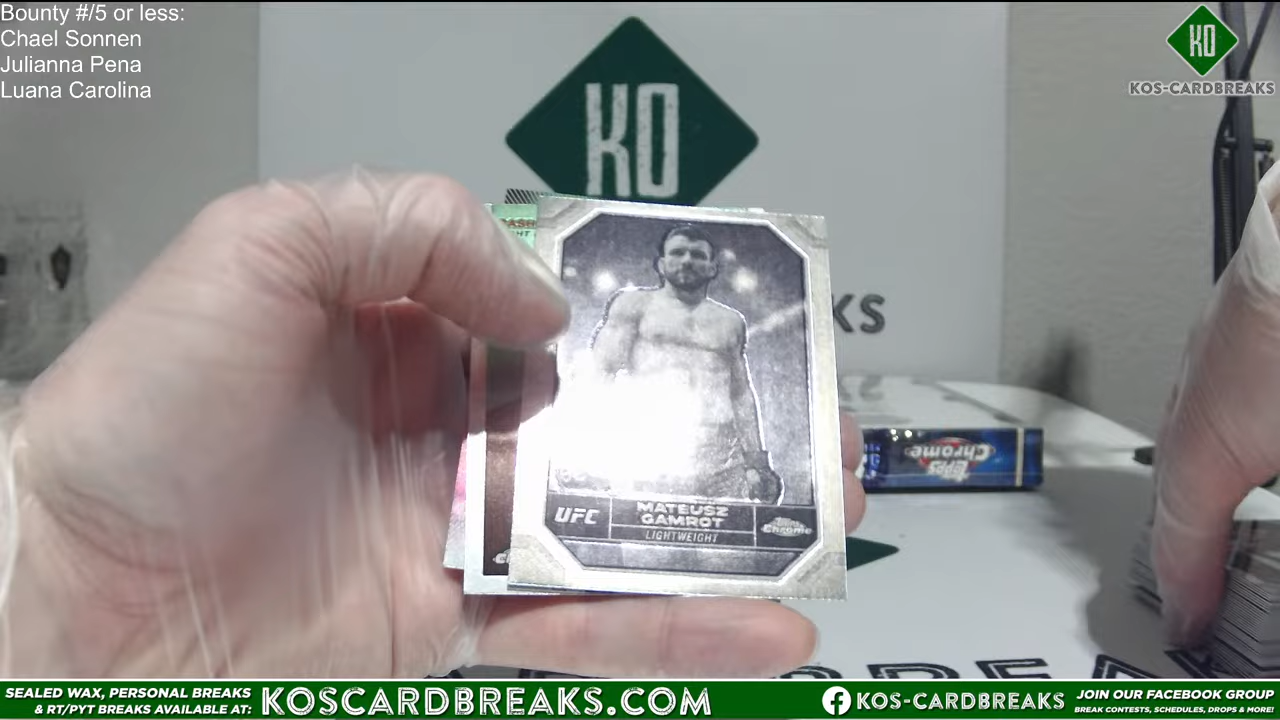 Bounty #/5 or less:
Chael Sonnen
Julianna Pena
Luana Carolina
KO
KOS-CARDBREAKS
KO
KS
Topps
Chrome
UFC
MATEUSZ
GAMROT
LIGHTWEIGHT
Topps
Chrome
SEALED WAX, PERSONAL BREAKS
& RT/PYT BREAKS AVAILABLE AT:
KOSCARDBREAKS.COM
KOS-CARDBREAKS
JOIN OUR FACEBOOK GROUP
BREAK CONTESTS, SCHEDULES, DROPS & MORE!